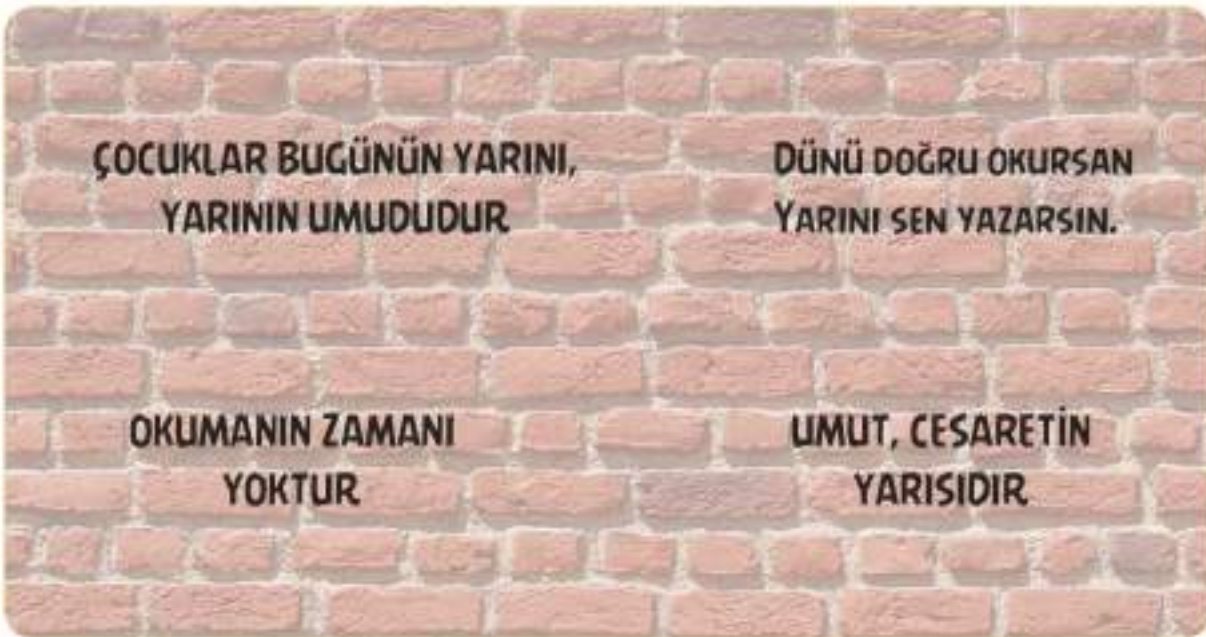 ÇOCUKLAR BUGÜNÜN YARINI,
YARININ UMUDUDUR
DÜNÜ DOĞRU OKURSAN
YARINI SEN YAZARSIN.
OKUMANIN ZAMANI
YOKTUR
UMUT, CESARETİN
YARISIDIR